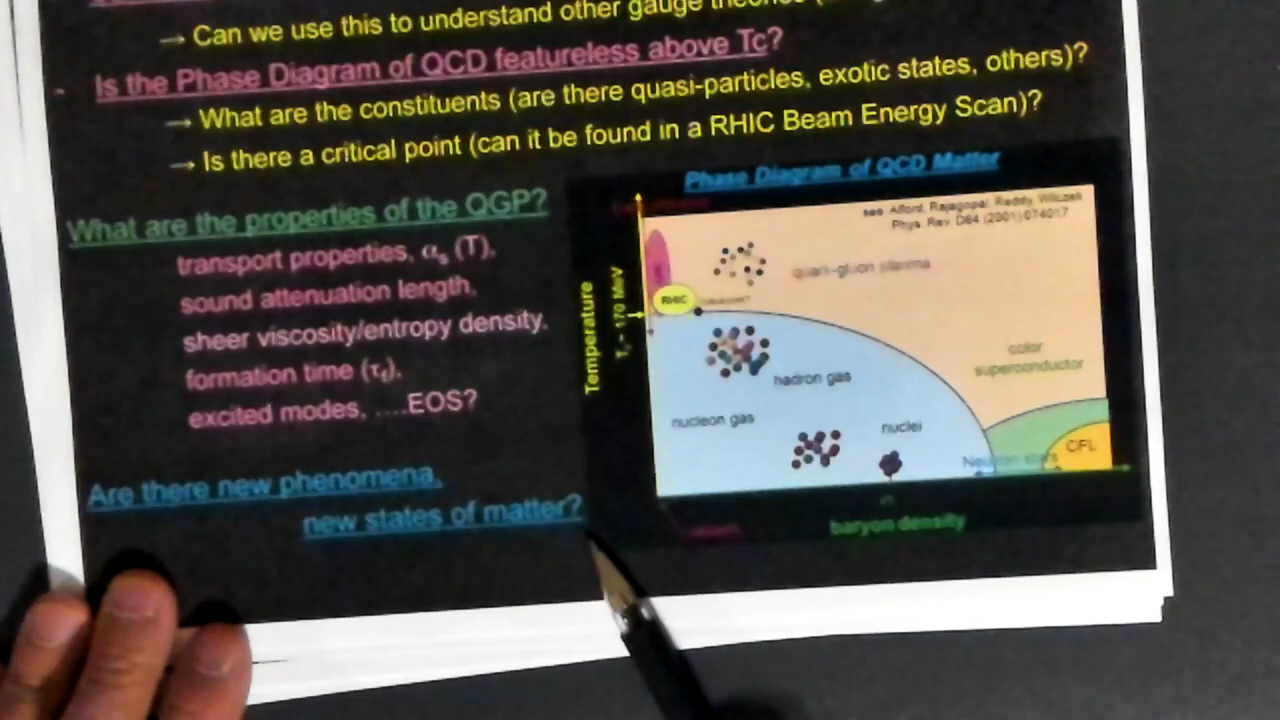 → Can we use this to understand other gauge theories
- Is the Phase Diagram of QCD featureless above Tc?
→ What are the constituents (are there quasi-particles, exotic states, others)?
→ Is there a critical point (can it be found in a RHIC Beam Energy Scan)?
What are the properties of the QGP?
transport properties, αs (T),
sound attenuation length,
sheer viscosity/entropy density,
formation time (τf),
excited modes, ....EOS?
Are there new phenomena,
new states of matter?
Phase Diagram of QCD Matter
see: Alford, Rajagopal, Reddy, Wilczek
Phys. Rev. D64 (2001) 074017
quark-gluon plasma
RHIC
Temperature
Tc ~ 170 MeV
color
superconductor
hadron gas
nucleon gas
nuclei
CFL
Neutron stars
vacuum
baryon density